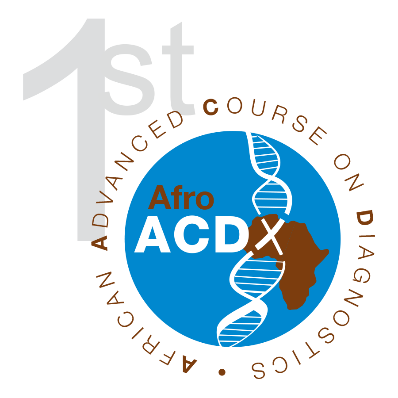 1st
AFRICAN ADVANCED COURSE ON DIAGNOSTICS •
Afro
ACDX